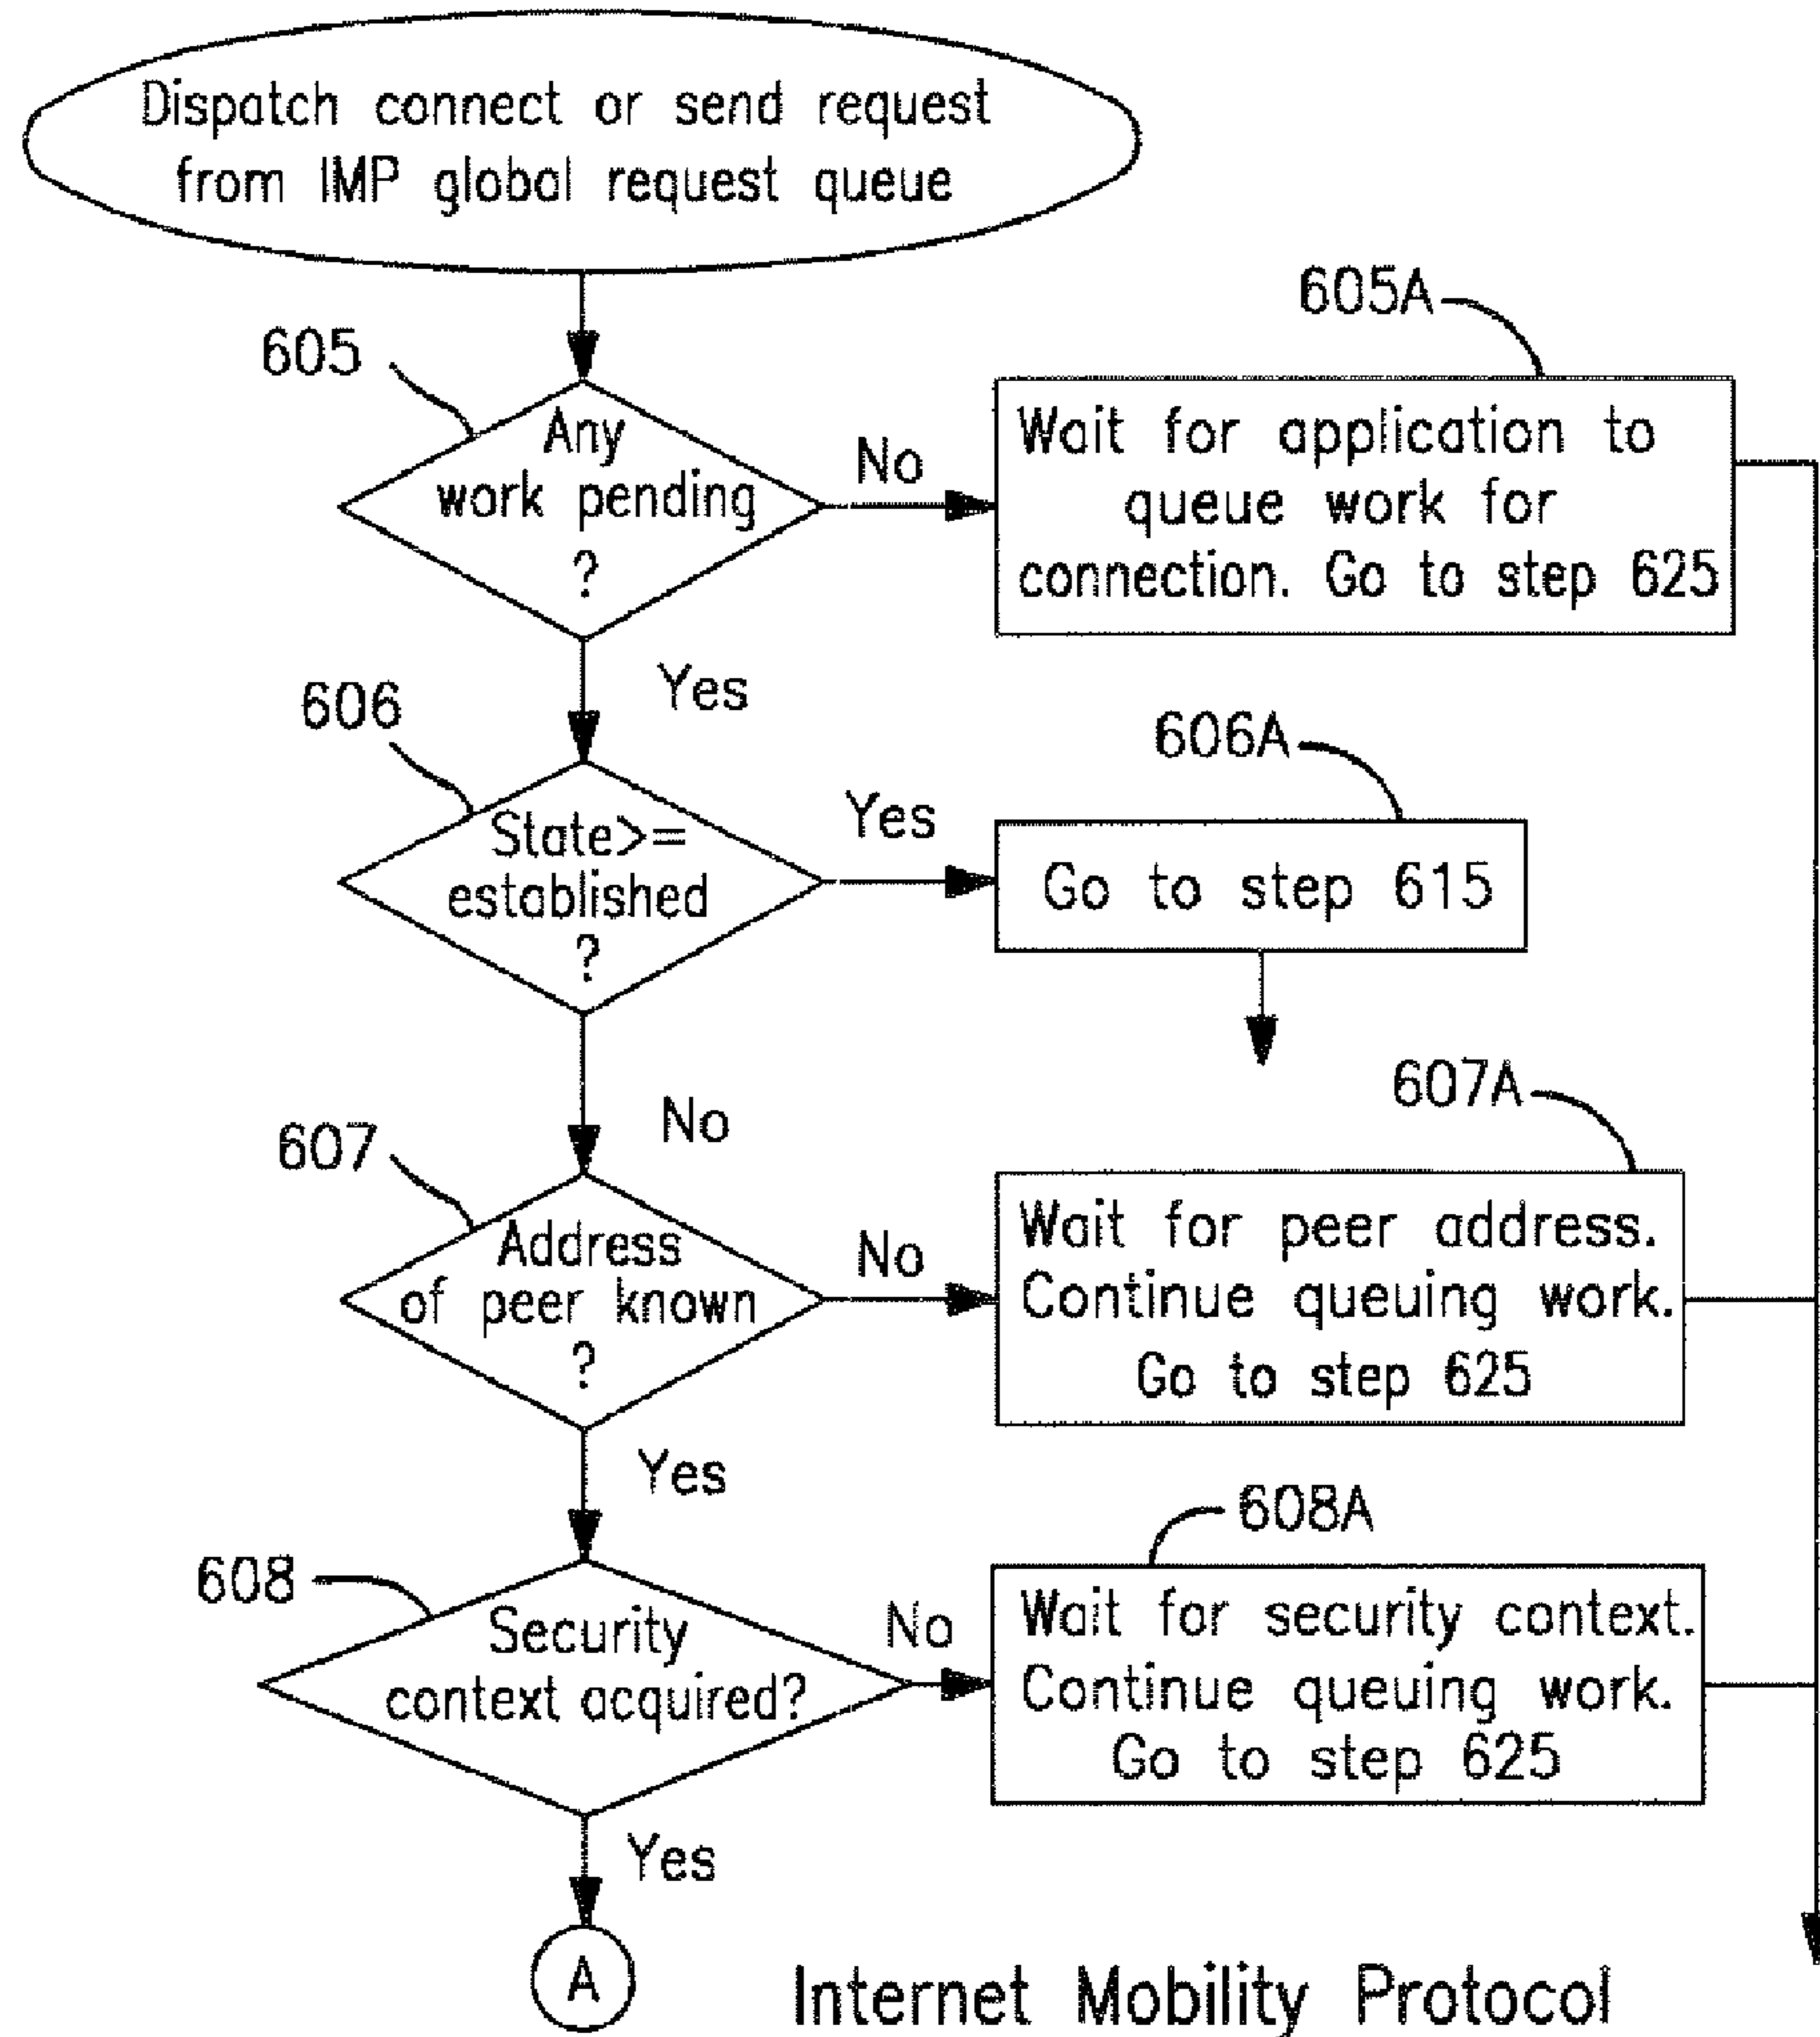 Dispatch connect or send request
from IMP global request queue
605
Any
work pending
?
No
605A
Wait for application to
queue work for
connection. Go to step 625
Yes
606
State>=
established
?
Yes
606A
Go to step 615
No
607
Address
of peer known
?
No
607A
Wait for peer address.
Continue queuing work.
Go to step 625
Yes
608
Security
context acquired?
No
608A
Wait for security context.
Continue queuing work.
Go to step 625
Yes
A
Internet Mobility Protocol